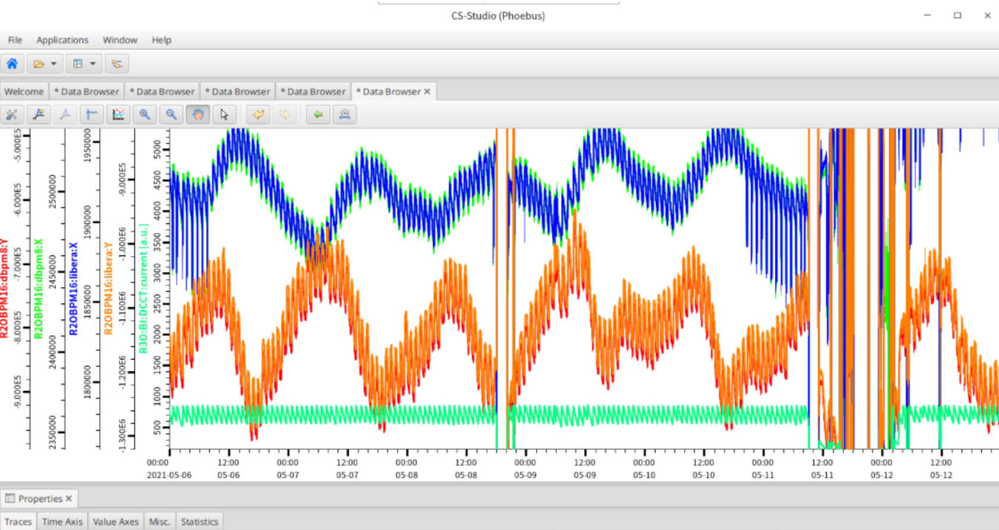 CS-Studio (Phoebus)
File Applications Window Help
Welcome * Data Browser * Data Browser * Data Browser * Data Browser * Data Browser
R2OBPM16:dbpm8:Y
-5.000E5
-6.000E5
-7.000E5
-8.000E5
-9.000E5
R2OBPM16:dbpm8:X
2500000
2450000
2400000
2350000
R2OBPM16:libera:X
1950000
1900000
1850000
1800000
R2OBPM16:libera:Y
-9.000E5
-1.000E6
-1.100E6
-1.200E6
-1.300E6
R3O:BI:DCCT:current [a.u.]
5000
4500
4000
3500
3000
2500
2000
1500
1000
500
00:00 12:00 00:00 12:00 00:00 12:00 00:00 12:00 00:00 12:00 00:00 12:00 00:00 12:00
2021-05-06 05-06 05-07 05-07 05-08 05-08 05-09 05-09 05-10 05-10 05-11 05-11 05-12 05-12
Properties
Traces Time Axis Value Axes Misc. Statistics